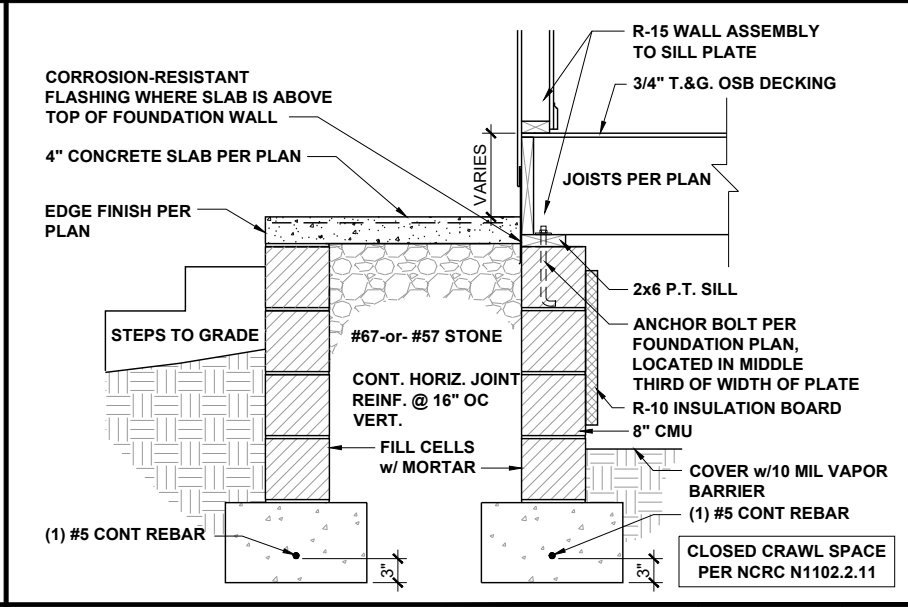 CORROSION-RESISTANT
FLASHING WHERE SLAB IS ABOVE
TOP OF FOUNDATION WALL
4" CONCRETE SLAB PER PLAN
EDGE FINISH PER
PLAN
STEPS TO GRADE
(1) #5 CONT REBAR
3"
#67-or- #57 STONE
CONT. HORIZ. JOINT
REINF. @ 16" OC
VERT.
FILL CELLS
w/ MORTAR
VARIES
R-15 WALL ASSEMBLY
TO SILL PLATE
3/4" T.&G. OSB DECKING
JOISTS PER PLAN
2x6 P.T. SILL
ANCHOR BOLT PER
FOUNDATION PLAN,
LOCATED IN MIDDLE
THIRD OF WIDTH OF PLATE
R-10 INSULATION BOARD
8" CMU
COVER w/10 MIL VAPOR
BARRIER
(1) #5 CONT REBAR
3"
CLOSED CRAWL SPACE
PER NCRC N1102.2.11